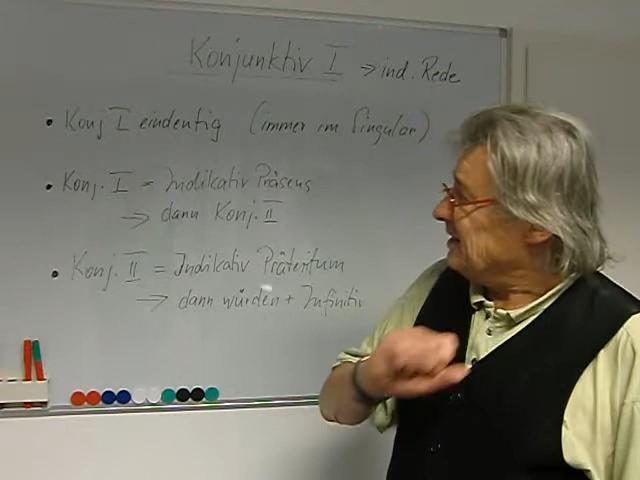 Konjunktiv I → ind. Rede
• Konj I eindeutig (immer im Singular)
• Konj. I = Indikativ Präsens
→ dann Konj. II
• Konj. II = Indikativ Präteritum
→ dann würden + Infinitiv